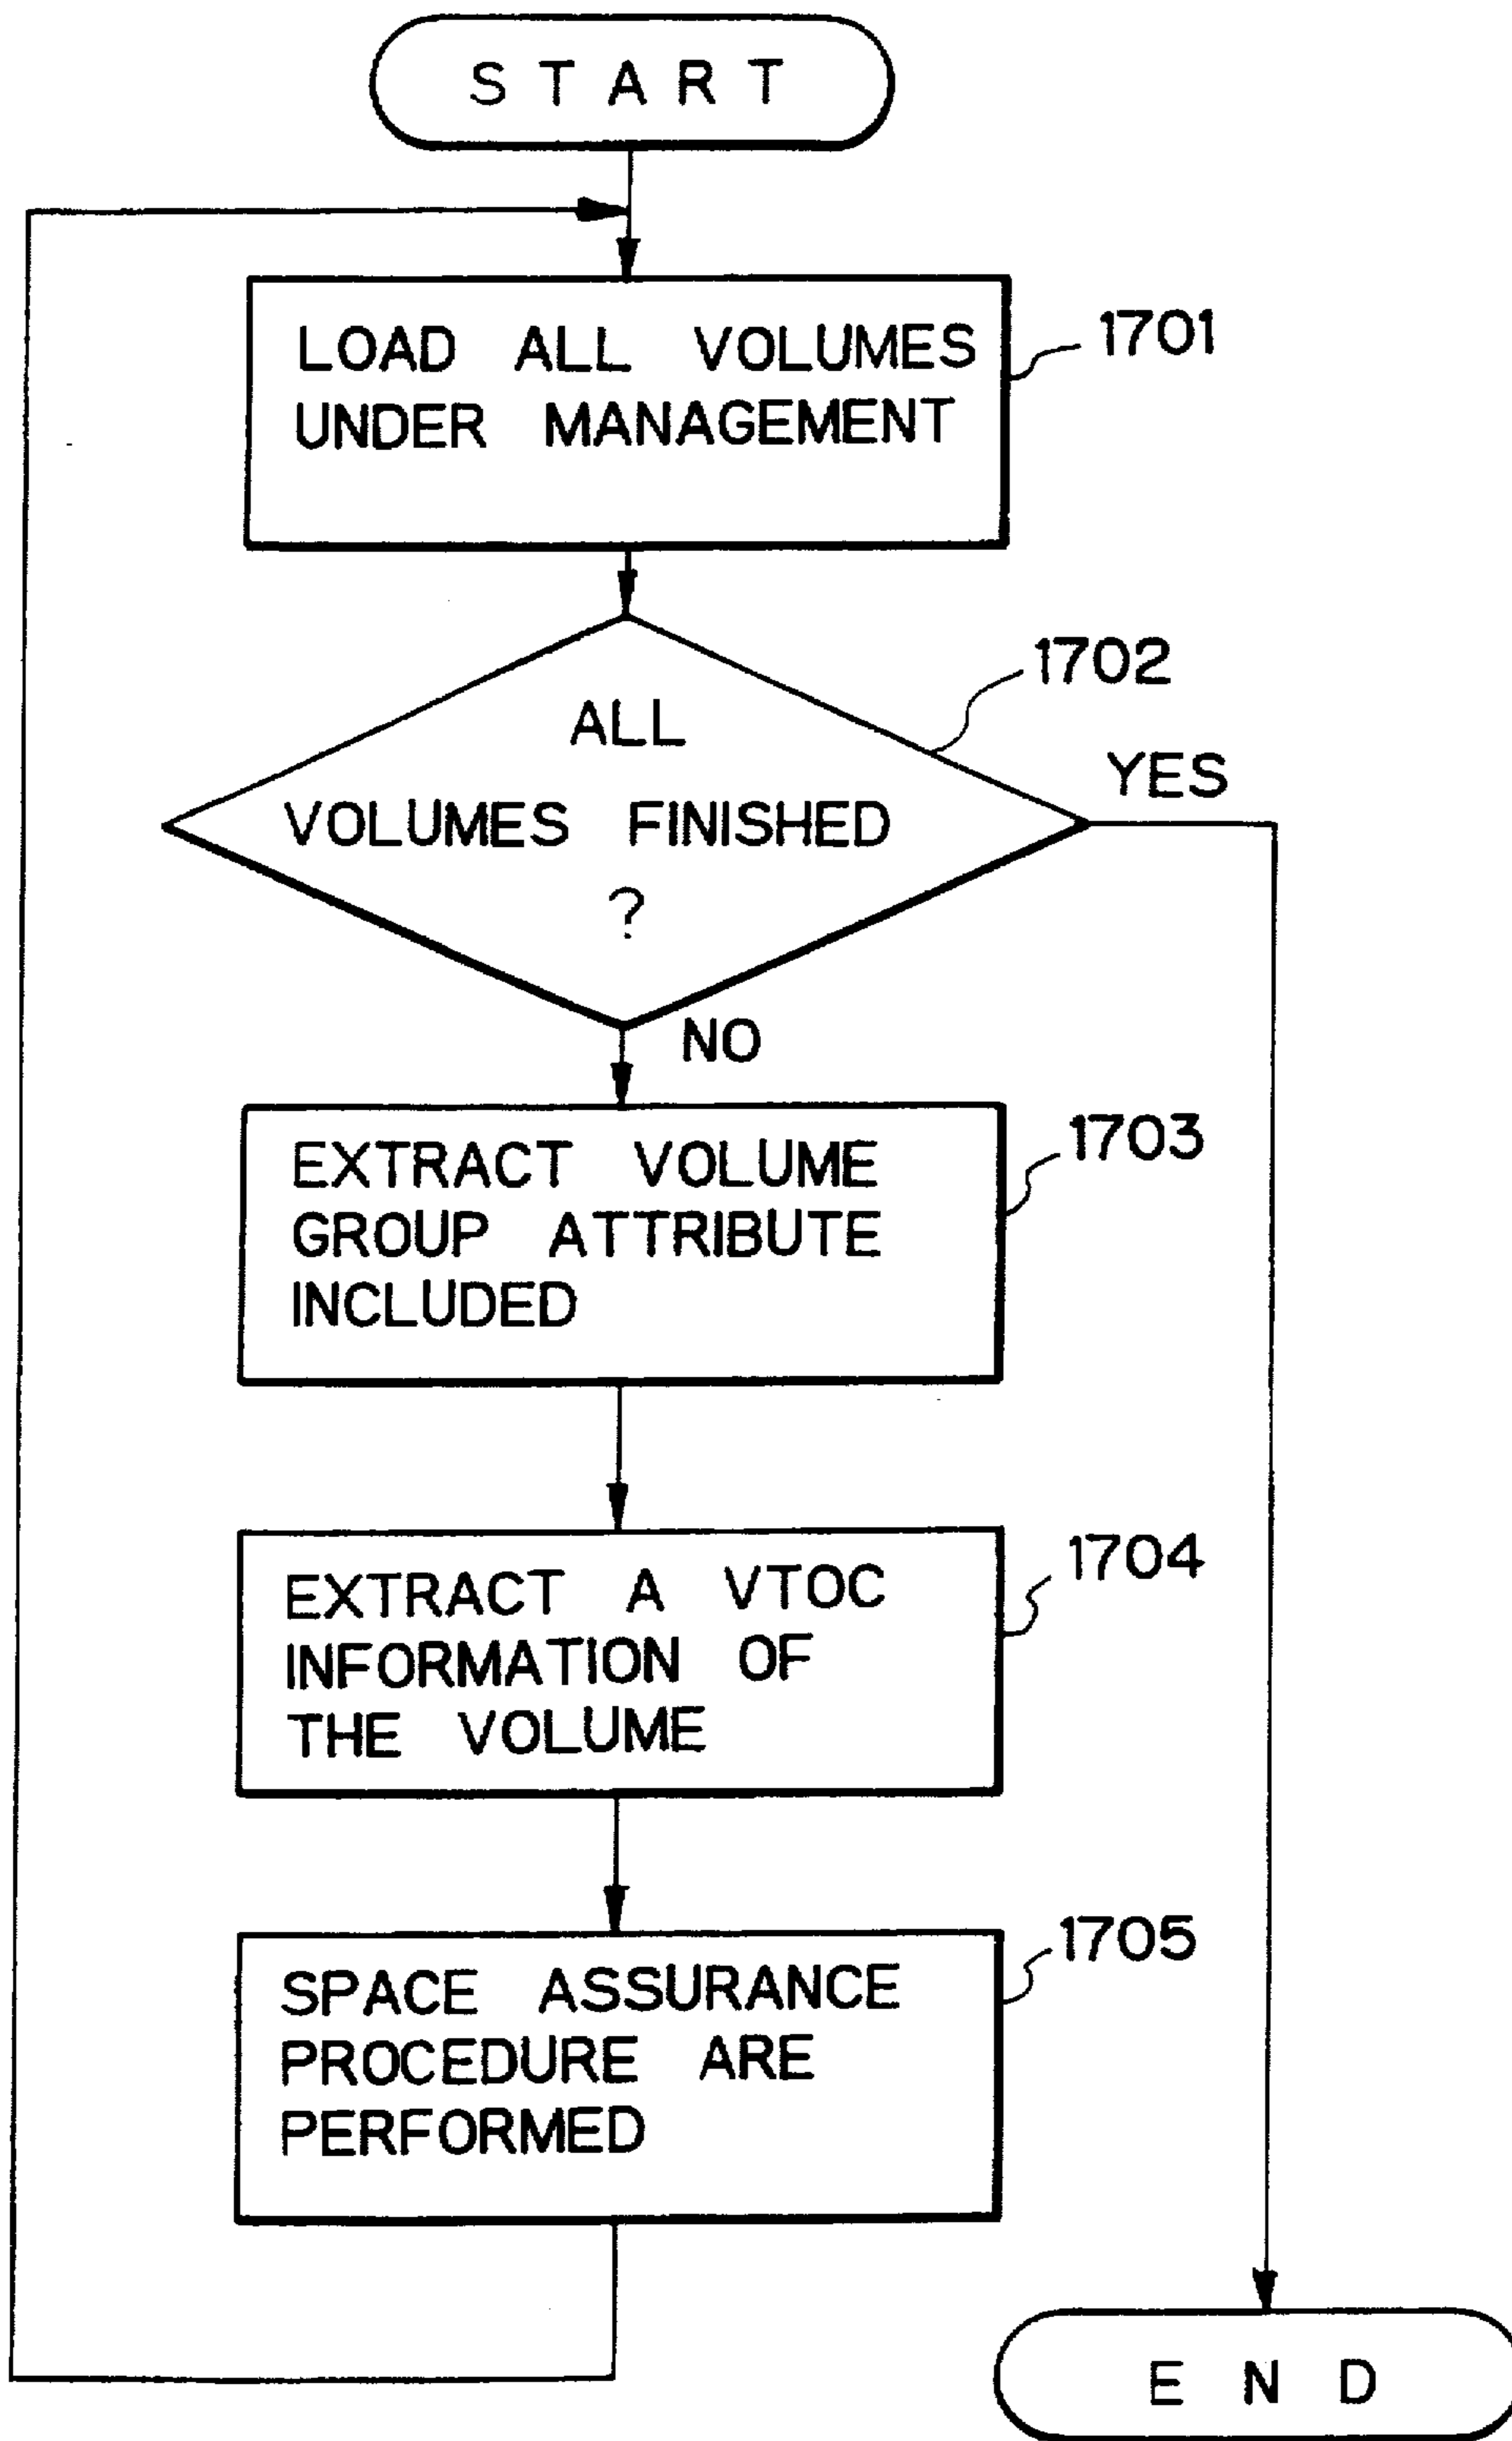 START
LOAD ALL VOLUMES
UNDER MANAGEMENT
1701
ALL
VOLUMES FINISHED
?
1702
YES
NO
EXTRACT VOLUME
GROUP ATTRIBUTE
INCLUDED
1703
EXTRACT A VTOC
INFORMATION OF
THE VOLUME
1704
SPACE ASSURANCE
PROCEDURE ARE
PERFORMED
1705
END